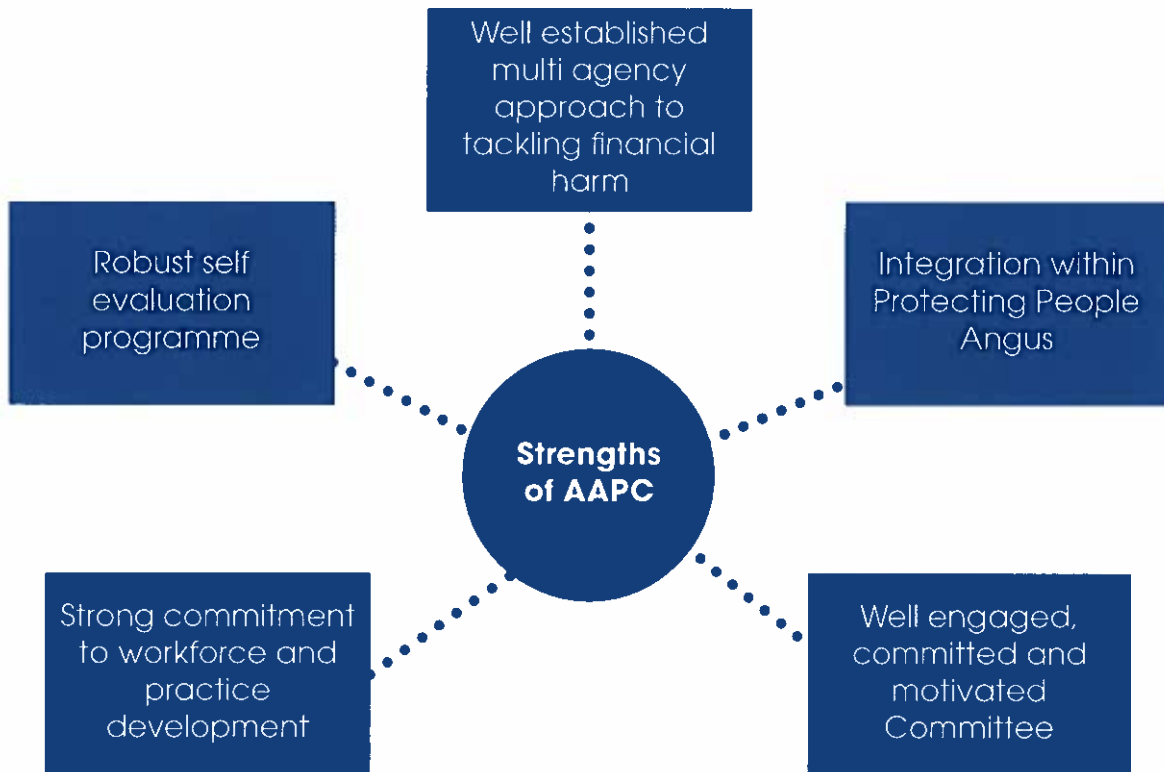 Well established
multi agency
approach to
tackling financial
harm
Robust self
evaluation
programme
Integration within
Protecting People
Angus
Strengths
of AAPC
Strong commitment
to workforce and
practice
development
Well engaged,
committed and
motivated
Committee